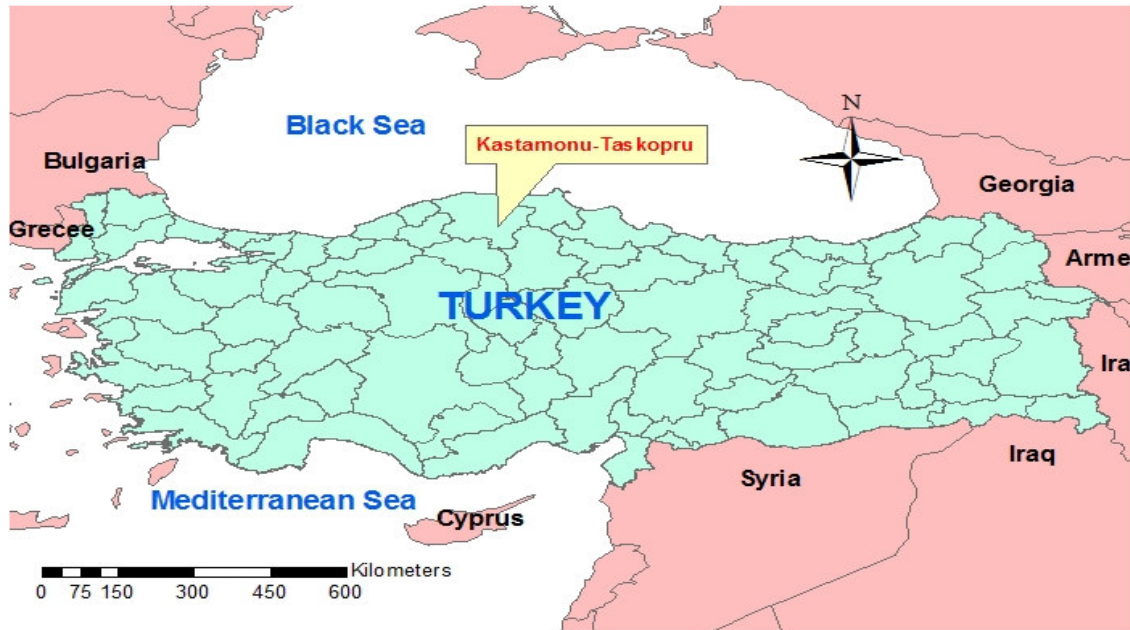 N
Black Sea
Kastamonu-Taskopru
Bulgaria
Georgia
Grecee
Arme
TURKEY
Ira
Iraq
Syria
Mediterranean Sea
Cyprus
Kilometers
0 75 150 300 450 600